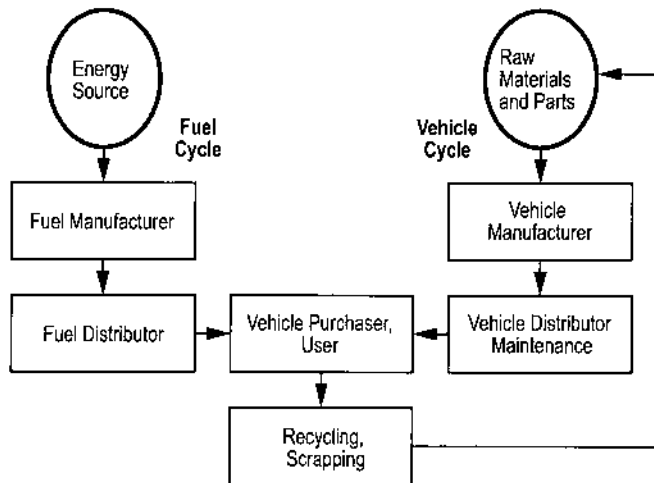 Energy
Source
Raw
Materials
and Parts
Fuel
Cycle
Vehicle
Cycle
Fuel Manufacturer
Vehicle
Manufacturer
Fuel Distributor
Vehicle Purchaser,
User
Vehicle Distributor
Maintenance
Recycling,
Scrapping